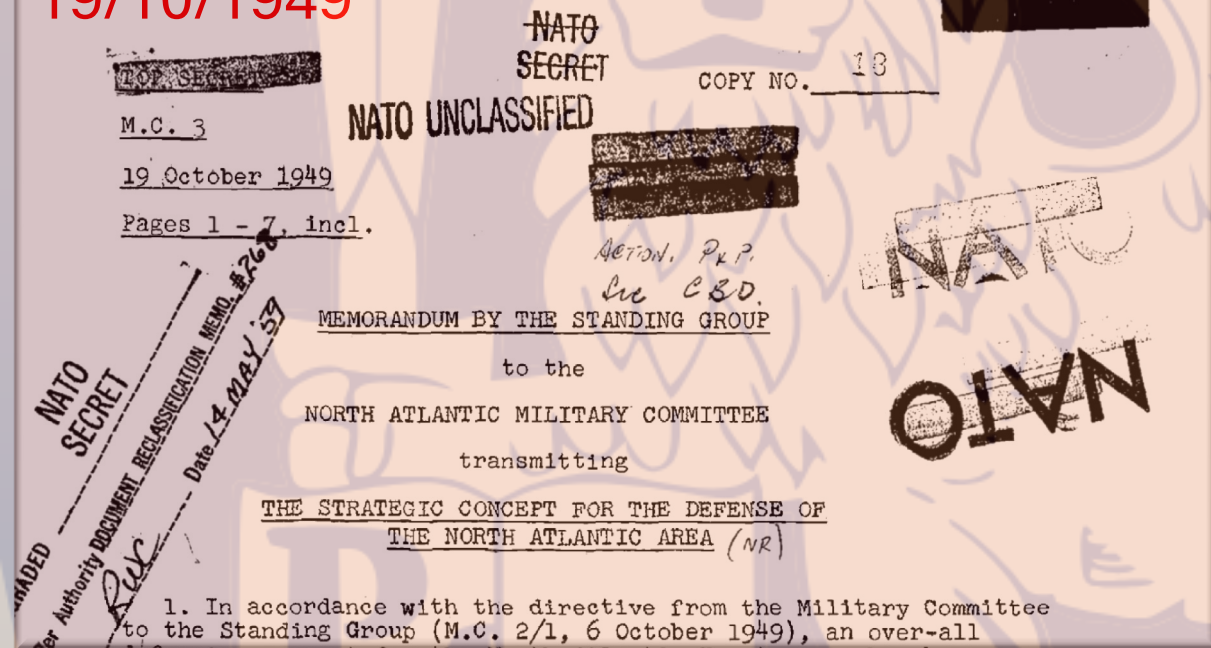 19/10/1949
NATO
SECRET
COPY NO. 18
TOP SECRET
NATO UNCLASSIFIED
M.C. 3
19 October 1949
Pages 1 - 7, incl.
ACTION. P&P.
CBD.
NATO
NATO
MEMORANDUM BY THE STANDING GROUP
to the
NORTH ATLANTIC MILITARY COMMITTEE
transmitting
THE STRATEGIC CONCEPT FOR THE DEFENSE OF
THE NORTH ATLANTIC AREA (NR)
NATO
SECRET
Authority DOCUMENT RECLASSIFICATION MEMO. #268
Date 14 MAY 59
1. In accordance with the directive from the Military Committee
to the Standing Group (M.C. 2/1, 6 October 1949), an over-all